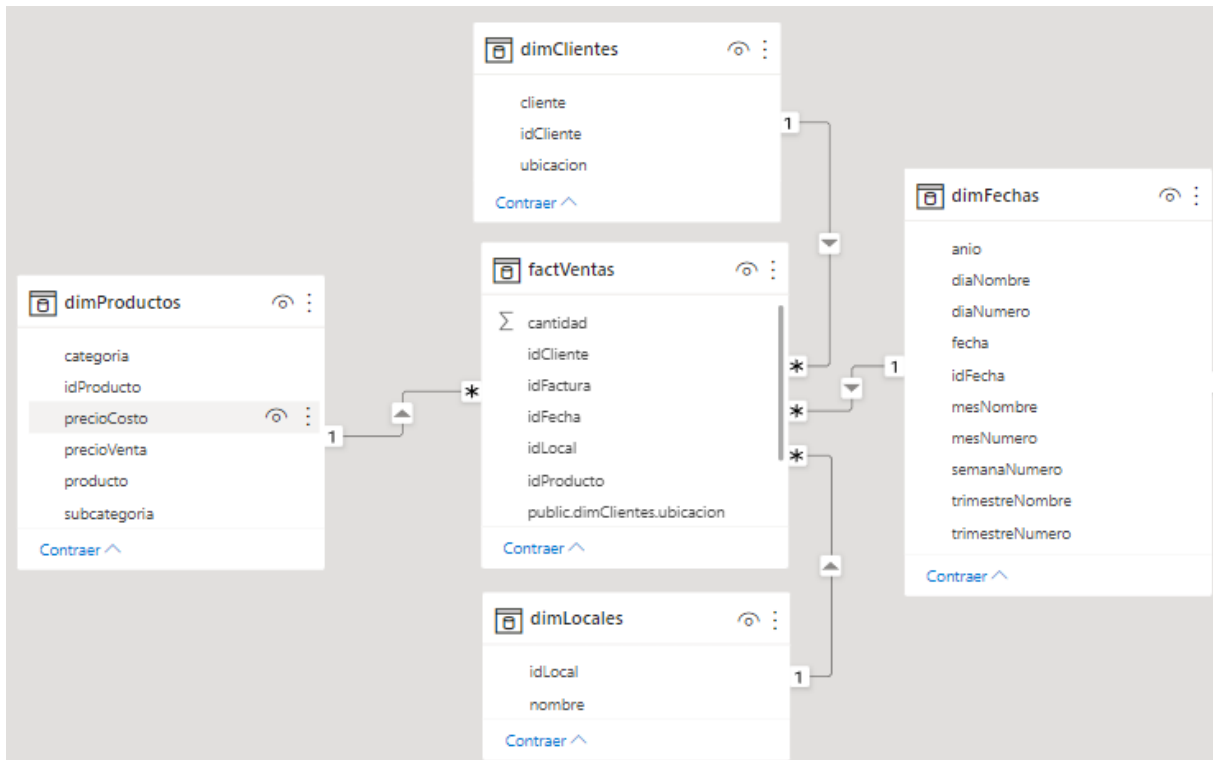 dimClientes
cliente
idCliente
ubicacion
Contraer
1
dimFechas
anio
diaNombre
diaNumero
fecha
idFecha
mesNombre
mesNumero
semanaNumero
trimestreNombre
trimestreNumero
Contraer
1
factVentas
Σ cantidad
idCliente
idFactura
idFecha
idLocal
idProducto
public.dimClientes.ubicacion
Contraer
*
*
*
*
dimProductos
categoria
idProducto
precioCosto
precioVenta
producto
subcategoria
Contraer
1
dimLocales
idLocal
nombre
Contraer
1